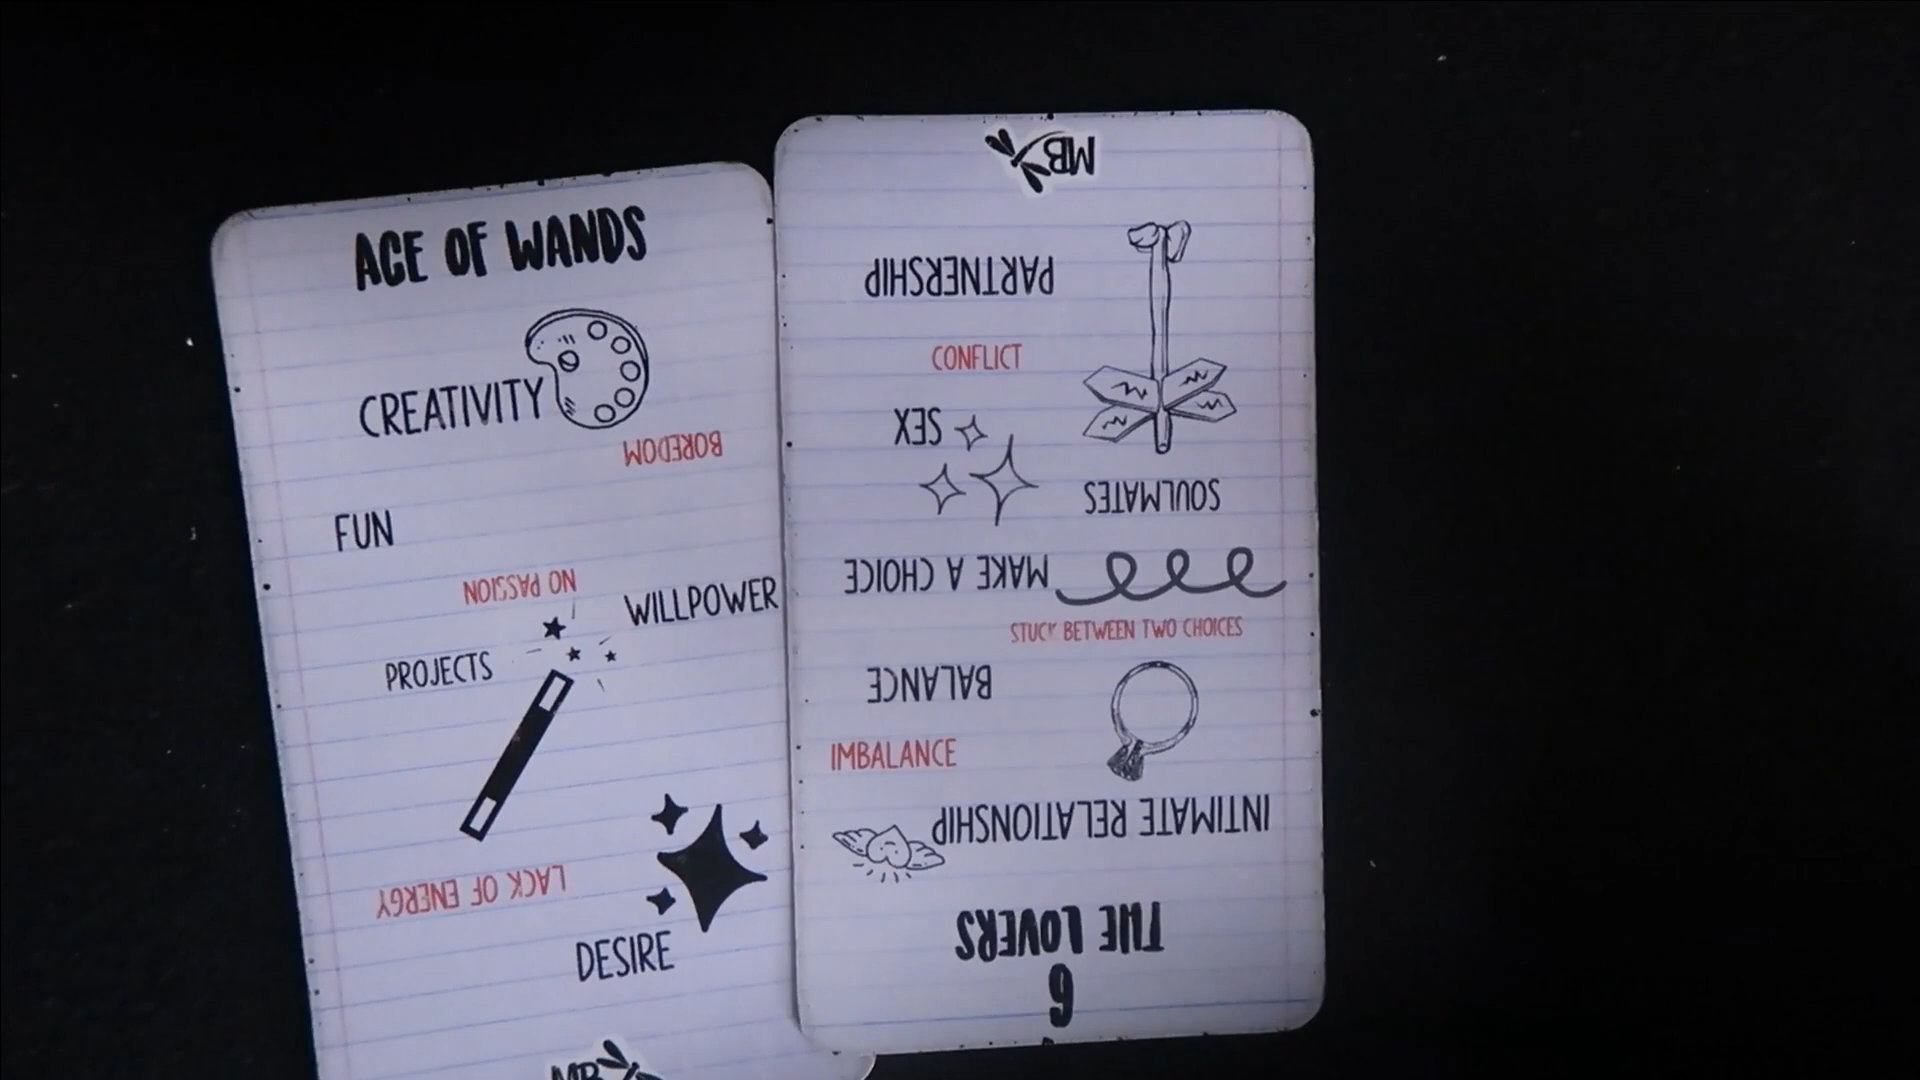 ACE OF WANDS
CREATIVITY
BOREDOM
FUN
NO PASSION
WILLPOWER
PROJECTS
LACK OF ENERGY
DESIRE
MB
MB
PARTNERSHIP
CONFLICT
SEX
SOULMATES
MAKE A CHOICE
STUCK BETWEEN TWO CHOICES
BALANCE
IMBALANCE
INTIMATE RELATIONSHIP
THE LOVERS
6